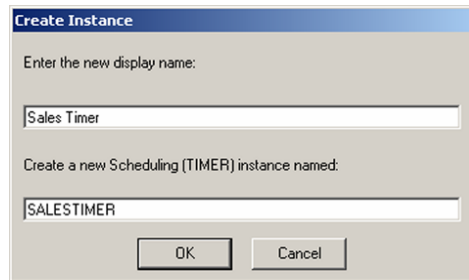 Create Instance
Enter the new display name:
Sales Timer
Create a new Scheduling (TIMER) instance named:
SALESTIMER
OK Cancel